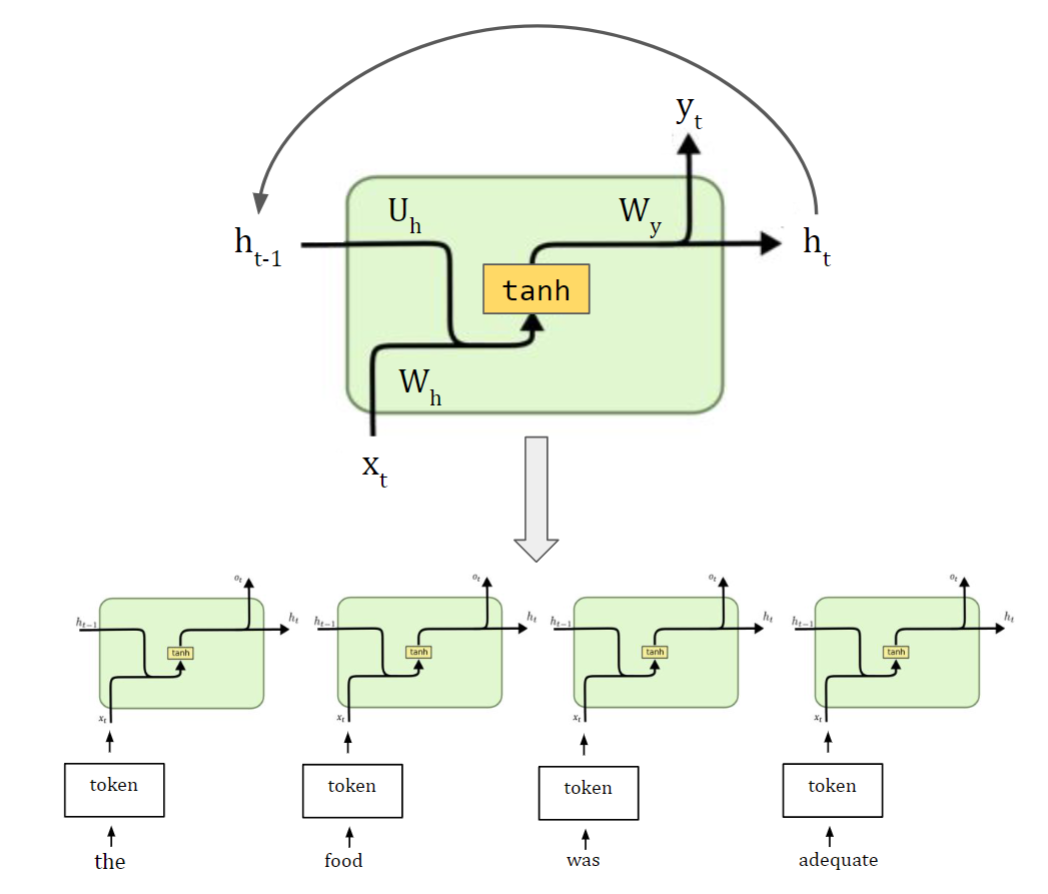 y_t
U_h
W_y
h_{t-1}
h_t
tanh
W_h
x_t
o_t
o_t
o_t
o_t
h_{t-1}
h_t
h_{t-1}
h_t
h_{t-1}
h_t
h_{t-1}
h_t
tanh
tanh
tanh
tanh
x_t
x_t
x_t
x_t
token
token
token
token
the
food
was
adequate